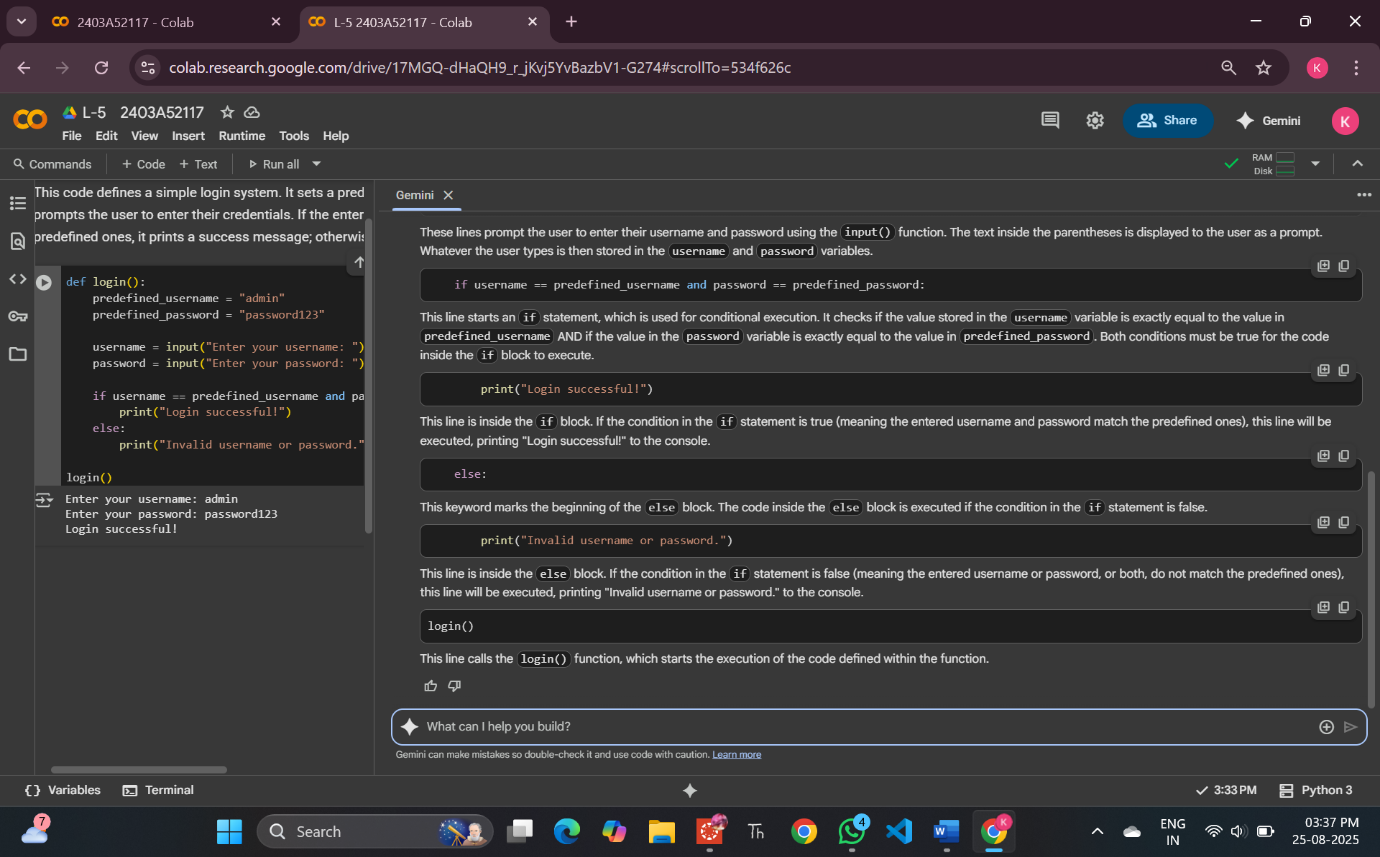 2403A52117 - Colab
L-5 2403A52117 - Colab
colab.research.google.com/drive/17MGQ-dHaQH9_r_jKvj5YvBazbV1-G274#scrollTo=534f626c
K
L-5 2403A52117
File Edit View Insert Runtime Tools Help
Share
Gemini
K
Commands + Code + Text Run all
RAM
Disk
This code defines a simple login system. It sets a pred
prompts the user to enter their credentials. If the enter
predefined ones, it prints a success message; otherwis
def login():
predefined_username = "admin"
predefined_password = "password123"
username = input("Enter your username: ")
password = input("Enter your password: ")
if username == predefined_username and pa
print("Login successful!")
else:
print("Invalid username or password."
login()
Enter your username: admin
Enter your password: password123
Login successful!
Gemini
These lines prompt the user to enter their username and password using the input() function. The text inside the parentheses is displayed to the user as a prompt.
Whatever the user types is then stored in the username and password variables.
if username == predefined_username and password == predefined_password:
This line starts an if statement, which is used for conditional execution. It checks if the value stored in the username variable is exactly equal to the value in
predefined_username AND if the value in the password variable is exactly equal to the value in predefined_password. Both conditions must be true for the code
inside the if block to execute.
print("Login successful!")
This line is inside the if block. If the condition in the if statement is true (meaning the entered username and password match the predefined ones), this line will be
executed, printing "Login successful!" to the console.
else:
This keyword marks the beginning of the else block. The code inside the else block is executed if the condition in the if statement is false.
print("Invalid username or password.")
This line is inside the else block. If the condition in the if statement is false (meaning the entered username or password, or both, do not match the predefined ones),
this line will be executed, printing "Invalid username or password." to the console.
login()
This line calls the login() function, which starts the execution of the code defined within the function.
What can I help you build?
Gemini can make mistakes so double-check it and use code with caution. Learn more
Variables Terminal
3:33 PM Python 3
7
Search
Th
4
K
ENG
IN
03:37 PM
25-08-2025